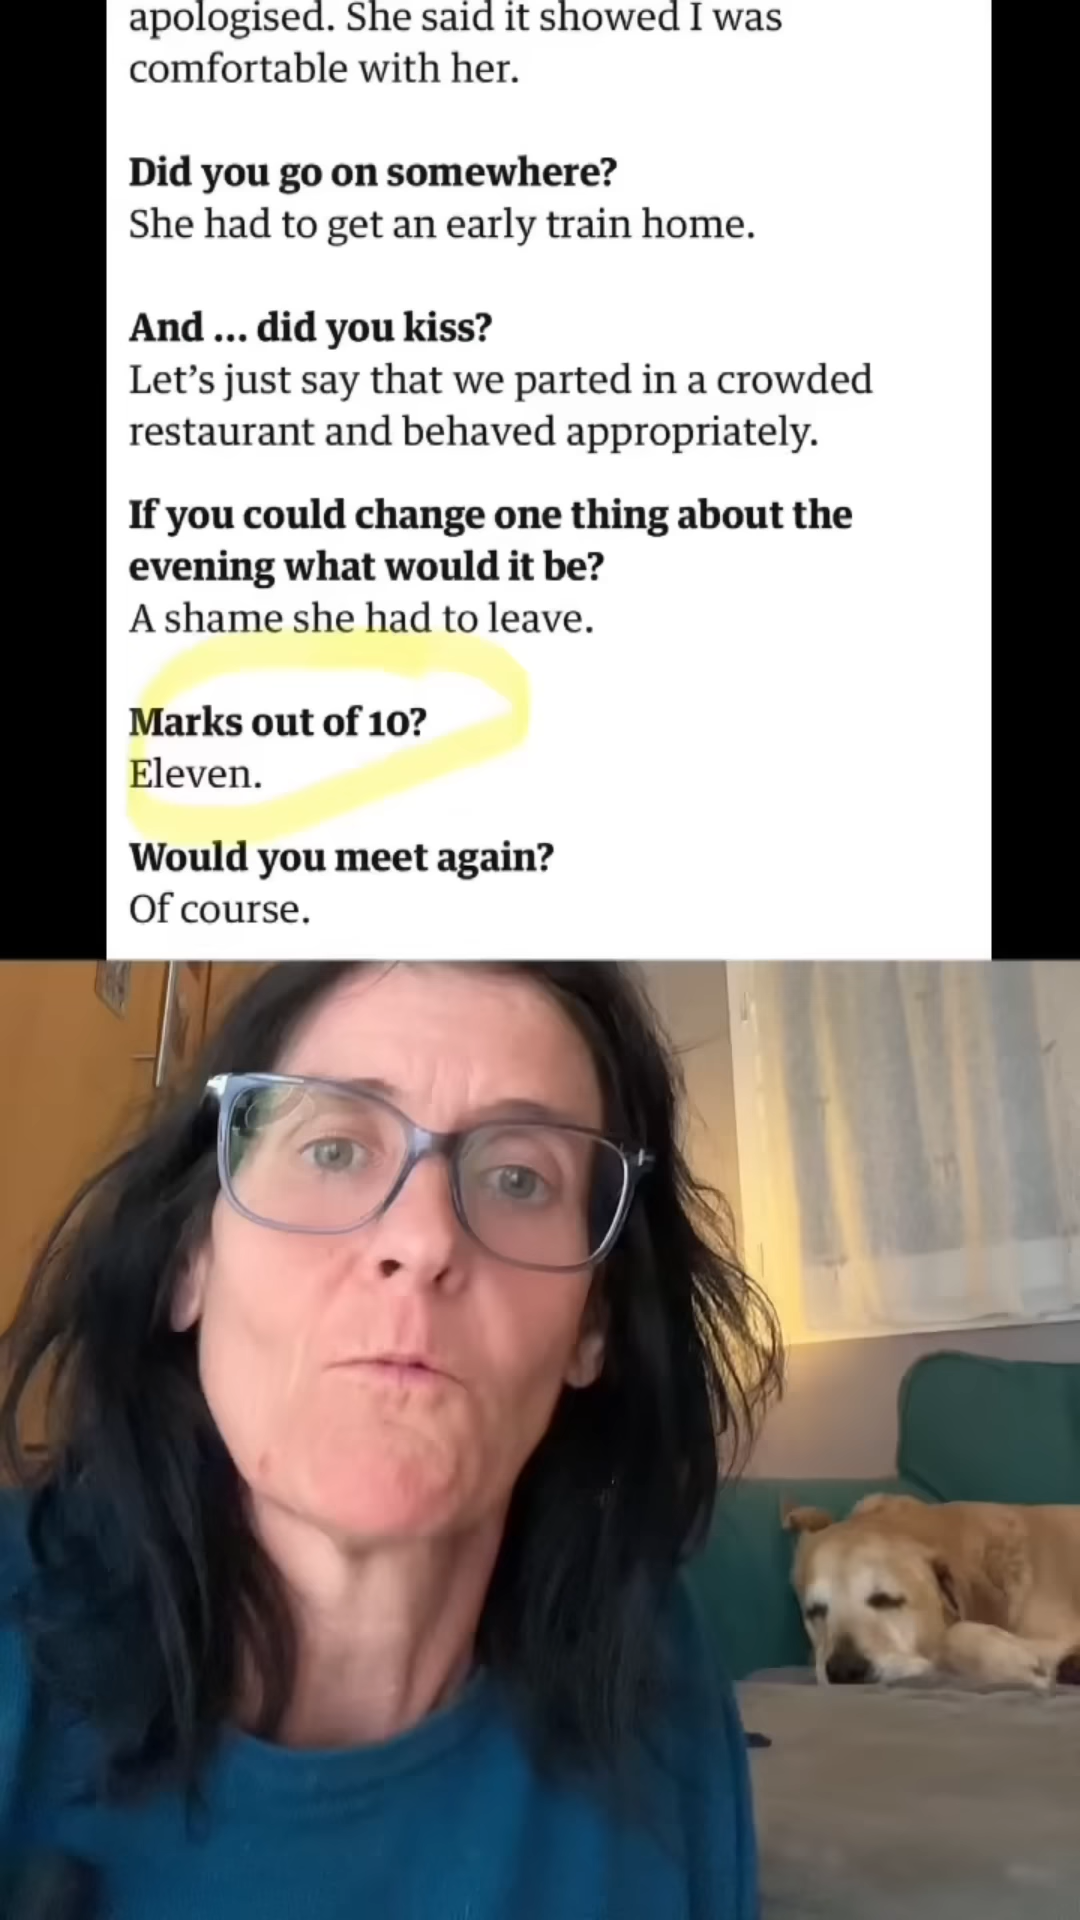 apologised. She said it showed I was
comfortable with her.
Did you go on somewhere?
She had to get an early train home.
And ... did you kiss?
Let’s just say that we parted in a crowded
restaurant and behaved appropriately.
If you could change one thing about the
evening what would it be?
A shame she had to leave.
Marks out of 10?
Eleven.
Would you meet again?
Of course.